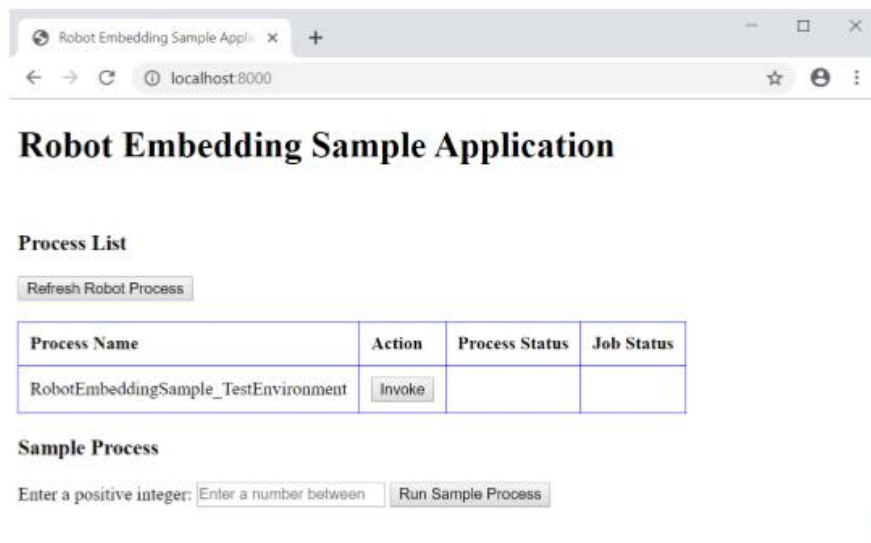 Robot Embedding Sample Appli
localhost:8000
Robot Embedding Sample Application
Process List
Refresh Robot Process
Process Name Action Process Status Job Status
RobotEmbeddingSample_TestEnvironment Invoke
Sample Process
Enter a positive integer: Enter a number between Run Sample Process